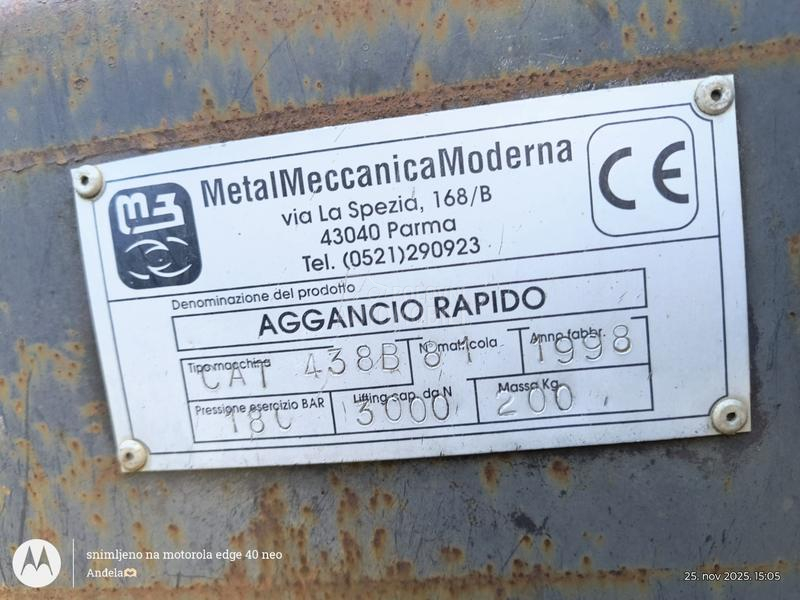 MetalMeccanicaModerna
via La Spezia, 168/B
43040 Parma
Tel. (0521)290923
CE
Denominazione del prodotto
AGGANCIO RAPIDO
Tipo macchina
CAT 438B
N° matricola
81
Anno fabbr.
1998
Pressione esercizio BAR
180
Lifting cap. da N
3000
Massa Kg
200
snimljeno na motorola edge 40 neo
Andela🫶
25. nov 2025. 15:05